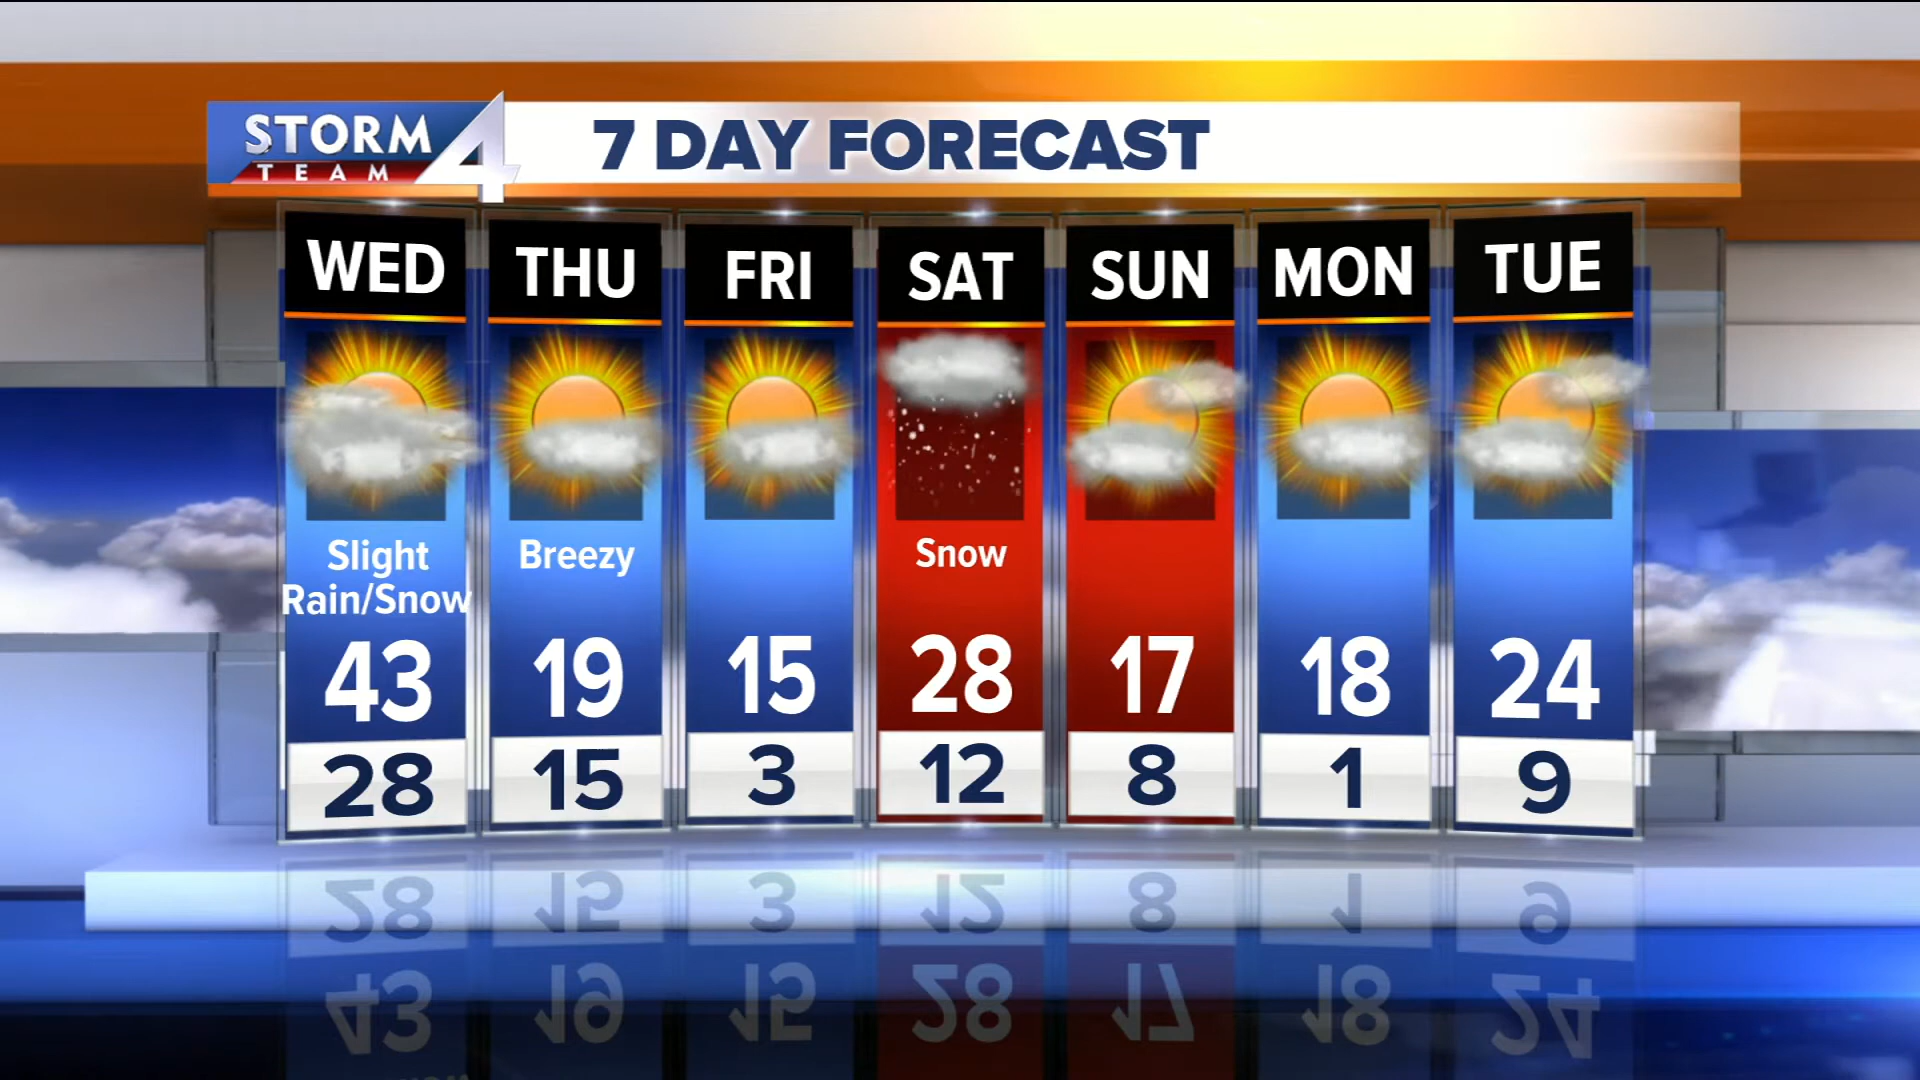 STORM TEAM 4
7 DAY FORECAST
WED THU FRI SAT SUN MON TUE
Slight Rain/Snow
Breezy
Snow
43 19 15 28 17 18 24
28 15 3 12 8 1 9